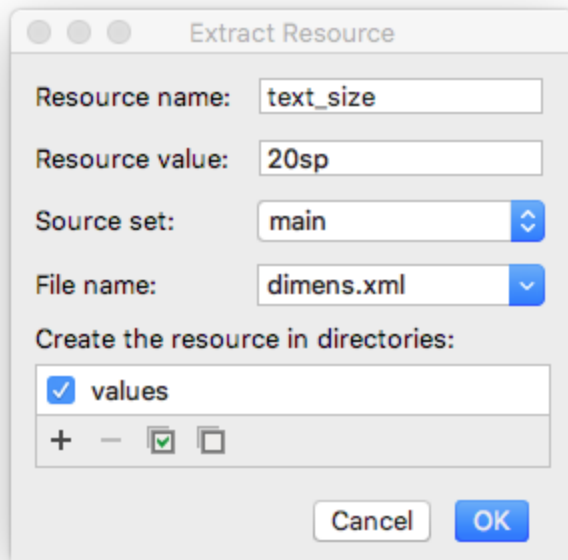 Extract Resource
Resource name: text_size
Resource value: 20sp
Source set: main
File name: dimens.xml
Create the resource in directories:
values
Cancel OK